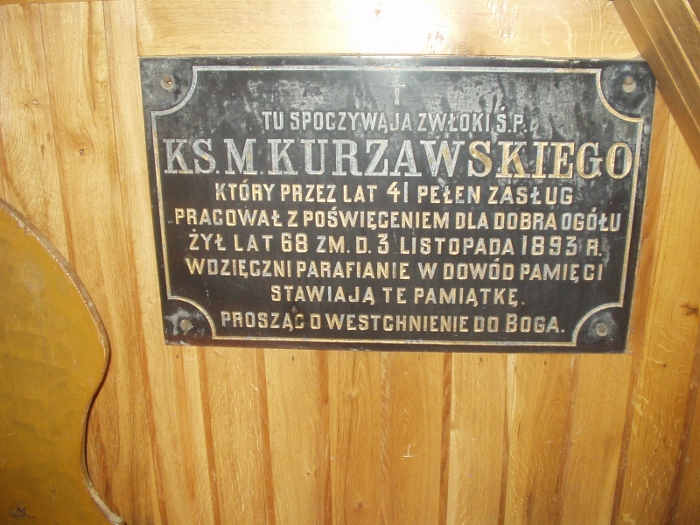 TU SPOCZYWĄJA ZWŁOKI Ś.P.
KS. M. KURZAWSKIEGO
KTÓRY PRZEZ LAT 41 PEŁEN ZASŁUG
PRACOWAŁ Z POŚWIĘCENIEM DLA DOBRA OGÓŁU
ŻYŁ LAT 68 ZM. D. 3 LISTOPADA 1893 R.
WDZIĘCZNI PARAFIANIE W DOWÓD PAMIĘCI
STAWIAJĄ TE PAMIĄTKĘ.
PROSZĄC O WESTCHNIENIE DO BOGA.